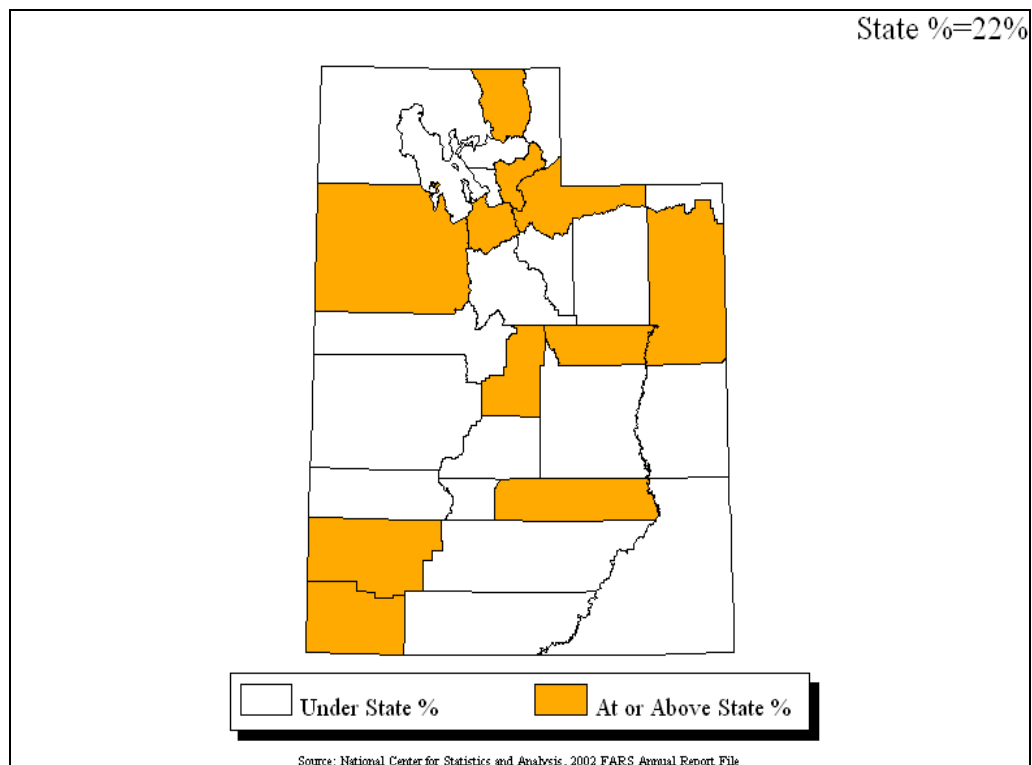 State %=22%
Under State %
At or Above State %
Source: National Center for Statistics and Analysis, 2002 FARS Annual Report File